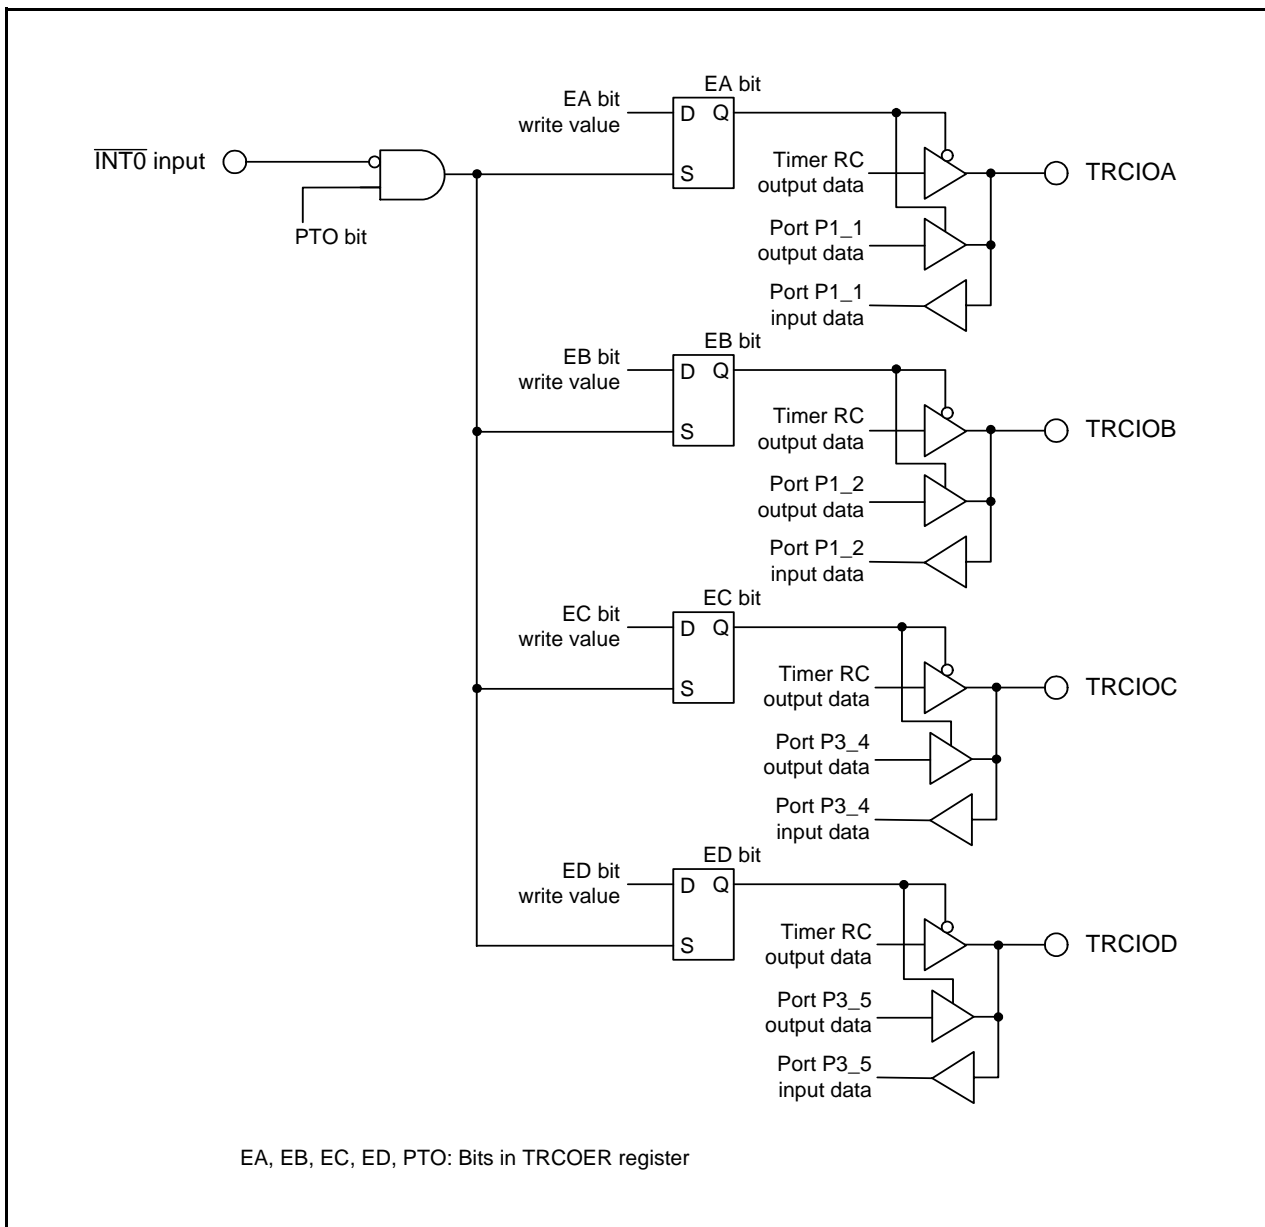 EA bit
EA bit
write value
D Q
S
INT0 input
PTO bit
Timer RC
output data
TRCIOA
Port P1_1
output data
Port P1_1
input data
EB bit
EB bit
write value
D Q
S
Timer RC
output data
TRCIOB
Port P1_2
output data
Port P1_2
input data
EC bit
EC bit
write value
D Q
S
Timer RC
output data
TRCIOC
Port P3_4
output data
Port P3_4
input data
ED bit
ED bit
write value
D Q
S
Timer RC
output data
TRCIOD
Port P3_5
output data
Port P3_5
input data
EA, EB, EC, ED, PTO: Bits in TRCOER register